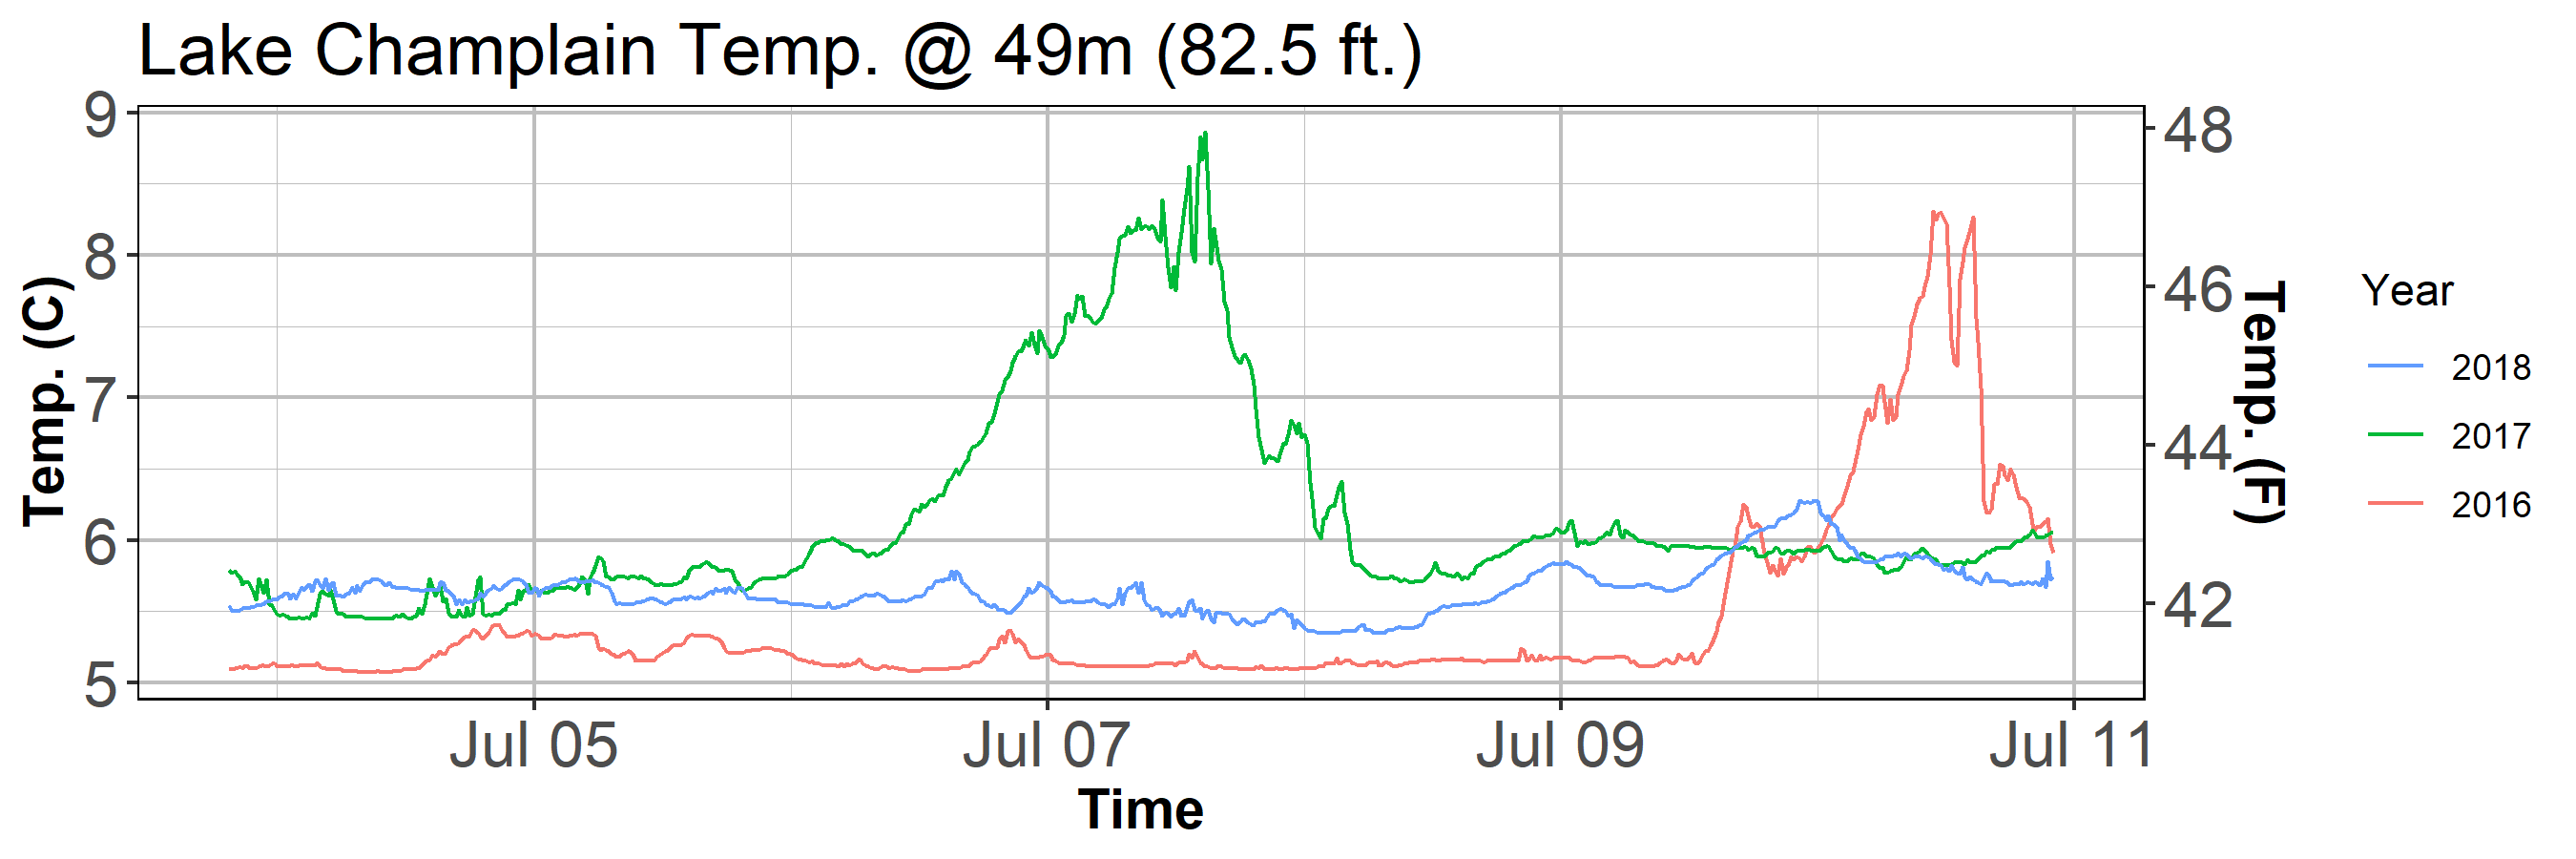 Lake Champlain Temp. @ 49m (82.5 ft.)
9
8
7
6
5
Temp. (C)
48
46
44
42
Temp. (F)
Jul 05
Jul 07
Jul 09
Jul 11
Time
Year
2018
2017
2016